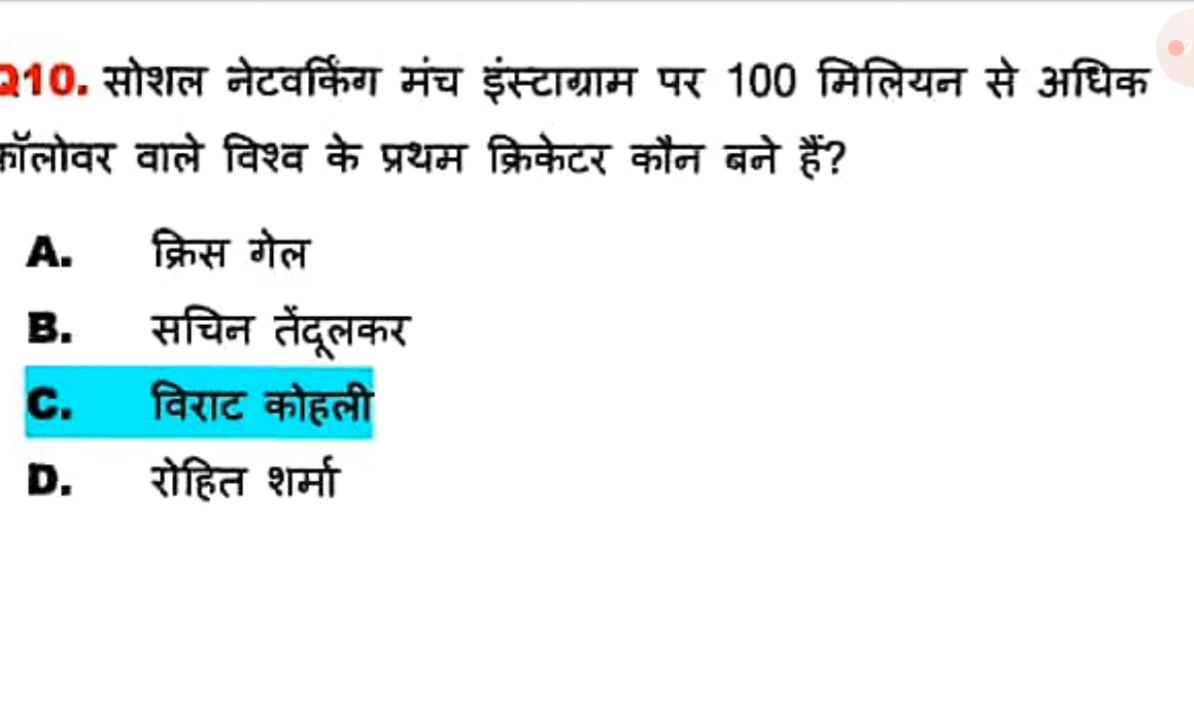 Q10. सोशल नेटवर्किंग मंच इंस्टाग्राम पर 100 मिलियन से अधिक
फॉलोवर वाले विश्व के प्रथम क्रिकेटर कौन बने हैं?
A. क्रिस गेल
B. सचिन तेंदूलकर
C. विराट कोहली
D. रोहित शर्मा